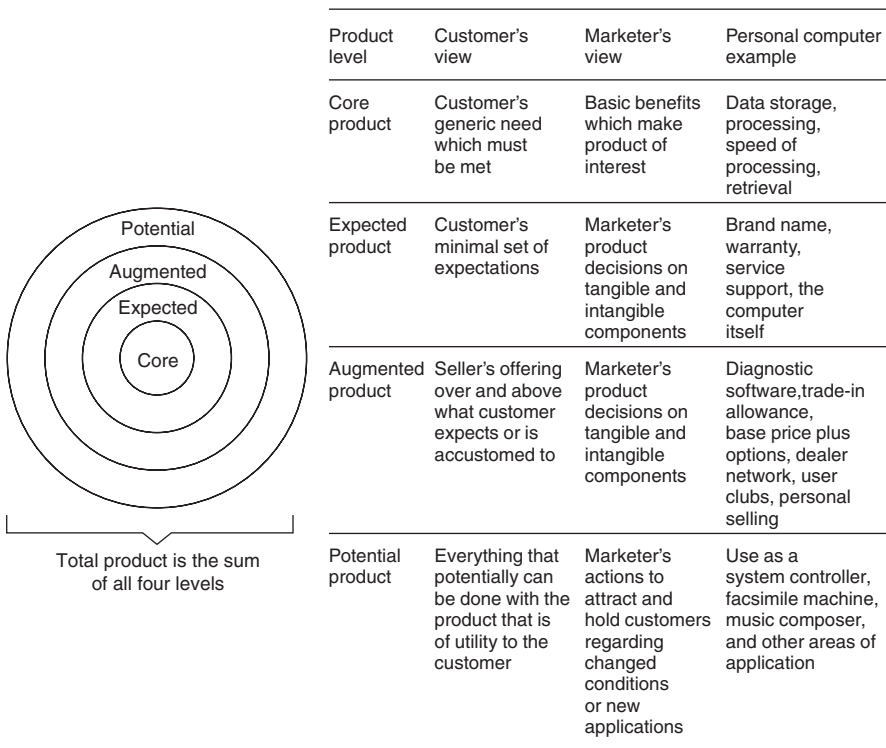 Potential
Augmented
Expected
Core
Total product is the sum
of all four levels
Product
level
Customer's
view
Marketer's
view
Personal computer
example
Core
product
Customer's
generic need
which must
be met
Basic benefits
which make
product of
interest
Data storage,
processing,
speed of
processing,
retrieval
Expected
product
Customer's
minimal set of
expectations
Marketer's
product
decisions on
tangible and
intangible
components
Brand name,
warranty,
service
support, the
computer
itself
Augmented
product
Seller's offering
over and above
what customer
expects or is
accustomed to
Marketer's
product
decisions on
tangible and
intangible
components
Diagnostic
software,trade-in
allowance,
base price plus
options, dealer
network, user
clubs, personal
selling
Potential
product
Everything that
potentially can
be done with the
product that is
of utility to the
customer
Marketer's
actions to
attract and
hold customers
regarding
changed
conditions
or new
applications
Use as a
system controller,
facsimile machine,
music composer,
and other areas of
application